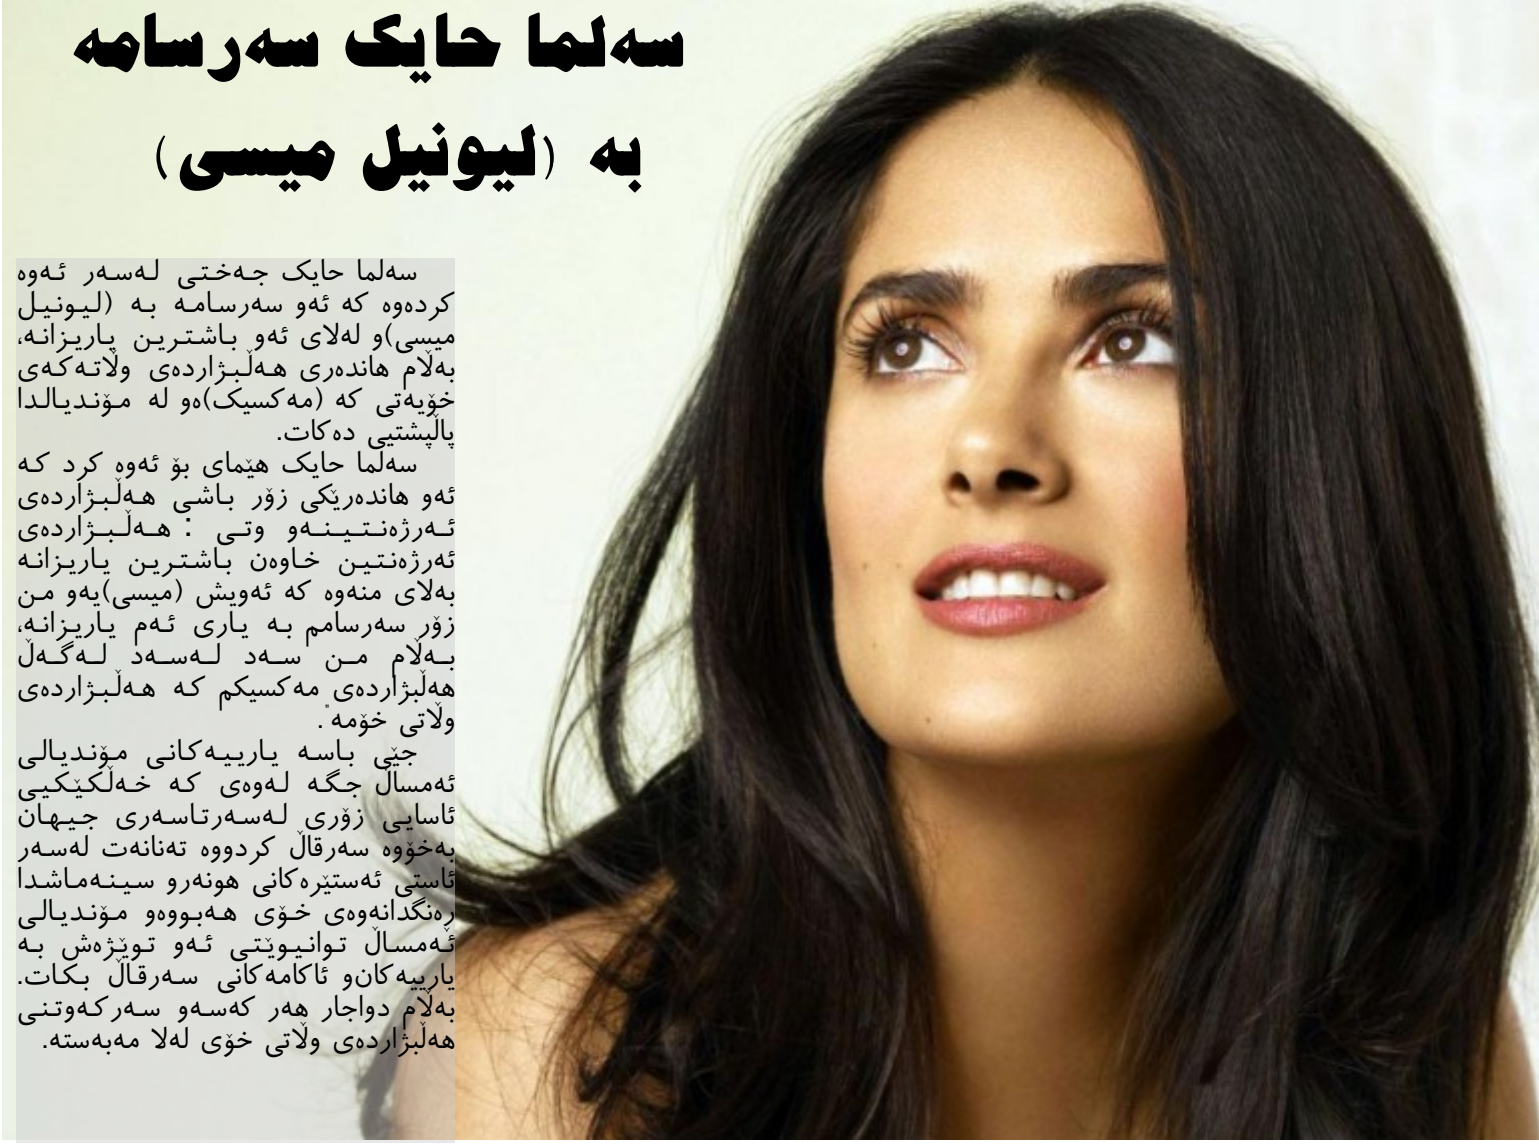 سەلما حایک سەرسامە
بە (لیونیل میسی)
سەلما حایک جەختی لەسەر ئەوە
کردەوە کە ئەو سەرسامە بە (لیونیل
میسی)و لەلای ئەو باشترین یاریزانە،
بەڵام هاندەری هەڵبژاردەی وڵاتەکەی
خۆیەتی کە (مەکسیک)ەو لە مۆندیالدا
پاڵپشتیی دەکات.
سەلما حایک هێمای بۆ ئەوە کرد کە
ئەو هاندەرێکی زۆر باشی هەڵبژاردەی
ئەرژەنتینەو وتی : هەڵبژاردەی
ئەرژەنتین خاوەن باشترین یاریزانە
بەلای منەوە کە ئەویش (میسی)یەو من
زۆر سەرسامم بە یاری ئەم یاریزانە،
بەڵام من سەد لەسەد لەگەڵ
هەڵبژاردەی مەکسیکم کە هەڵبژاردەی
وڵاتی خۆمە".
جێی باسە یارییەکانی مۆندیالی
ئەمساڵ جگە لەوەی کە خەڵکێکیی
ئاسایی زۆری لەسەرتاسەری جیهان
بەخۆوە سەرقاڵ کردووە تەنانەت لەسەر
ئاستی ئەستێرەکانی هونەرو سینەماشدا
رەنگدانەوەی خۆی هەبووەو مۆندیالی
ئەمساڵ توانیوێتی ئەو توێژەش بە
یارییەکان‌و ئاکامەکانی سەرقاڵ بکات.
بەڵام دواجار هەر کەسەو سەرکەوتنی
هەڵبژاردەی وڵاتی خۆی لەلا مەبەستە.